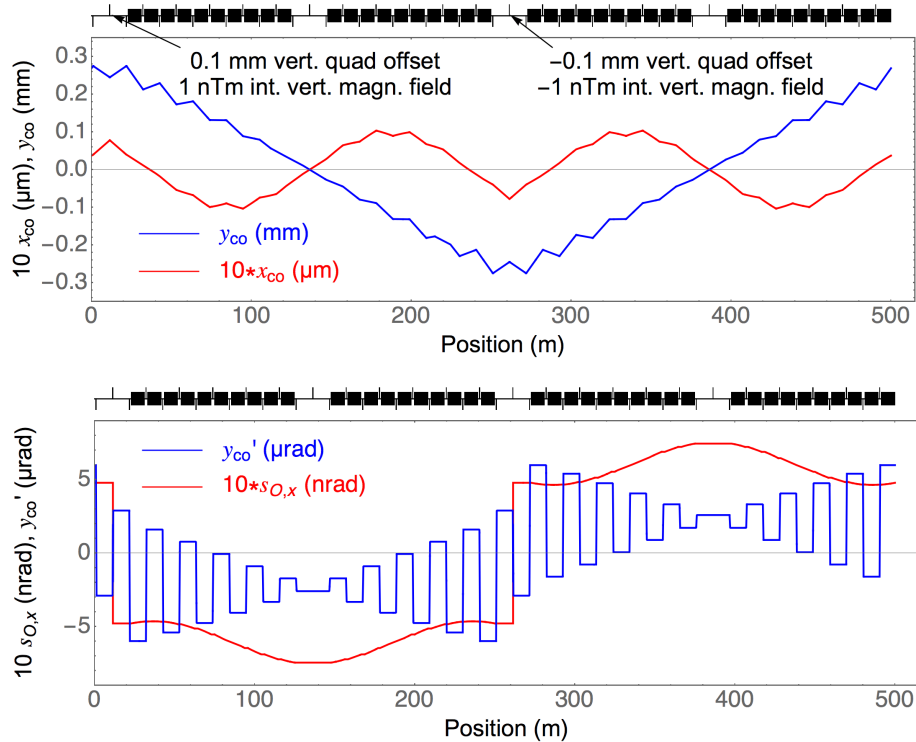 0.1 mm vert. quad offset
1 nTm int. vert. magn. field
−0.1 mm vert. quad offset
−1 nTm int. vert. magn. field
10 xco (μm), yco (mm)
0.3
0.2
0.1
0.0
−0.1
−0.2
−0.3
yco (mm)
10*xco (μm)
0
100
200
300
400
500
Position (m)
10 sO,x (nrad), yco' (μrad)
5
0
−5
yco' (μrad)
10*sO,x (nrad)
0
100
200
300
400
500
Position (m)